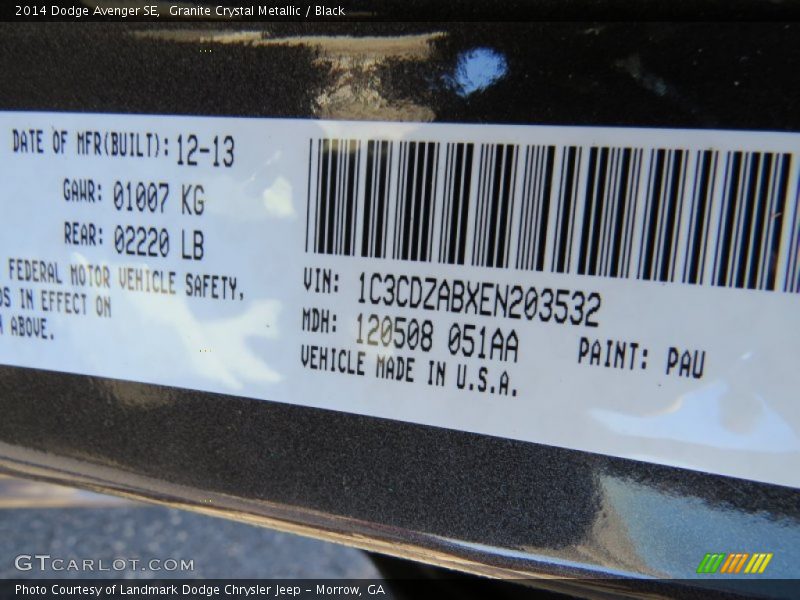 2014 Dodge Avenger SE, Granite Crystal Metallic / Black
DATE OF MFR(BUILT): 12-13
GAWR: 01007 KG
REAR: 02220 LB
FEDERAL MOTOR VEHICLE SAFETY,
DS IN EFFECT ON
ABOVE.
VIN: 1C3CDZABXEN203532
MDH: 120508 051AA
PAINT: PAU
VEHICLE MADE IN U.S.A.
GTCARLOT.COM
Photo Courtesy of Landmark Dodge Chrysler Jeep - Morrow, GA